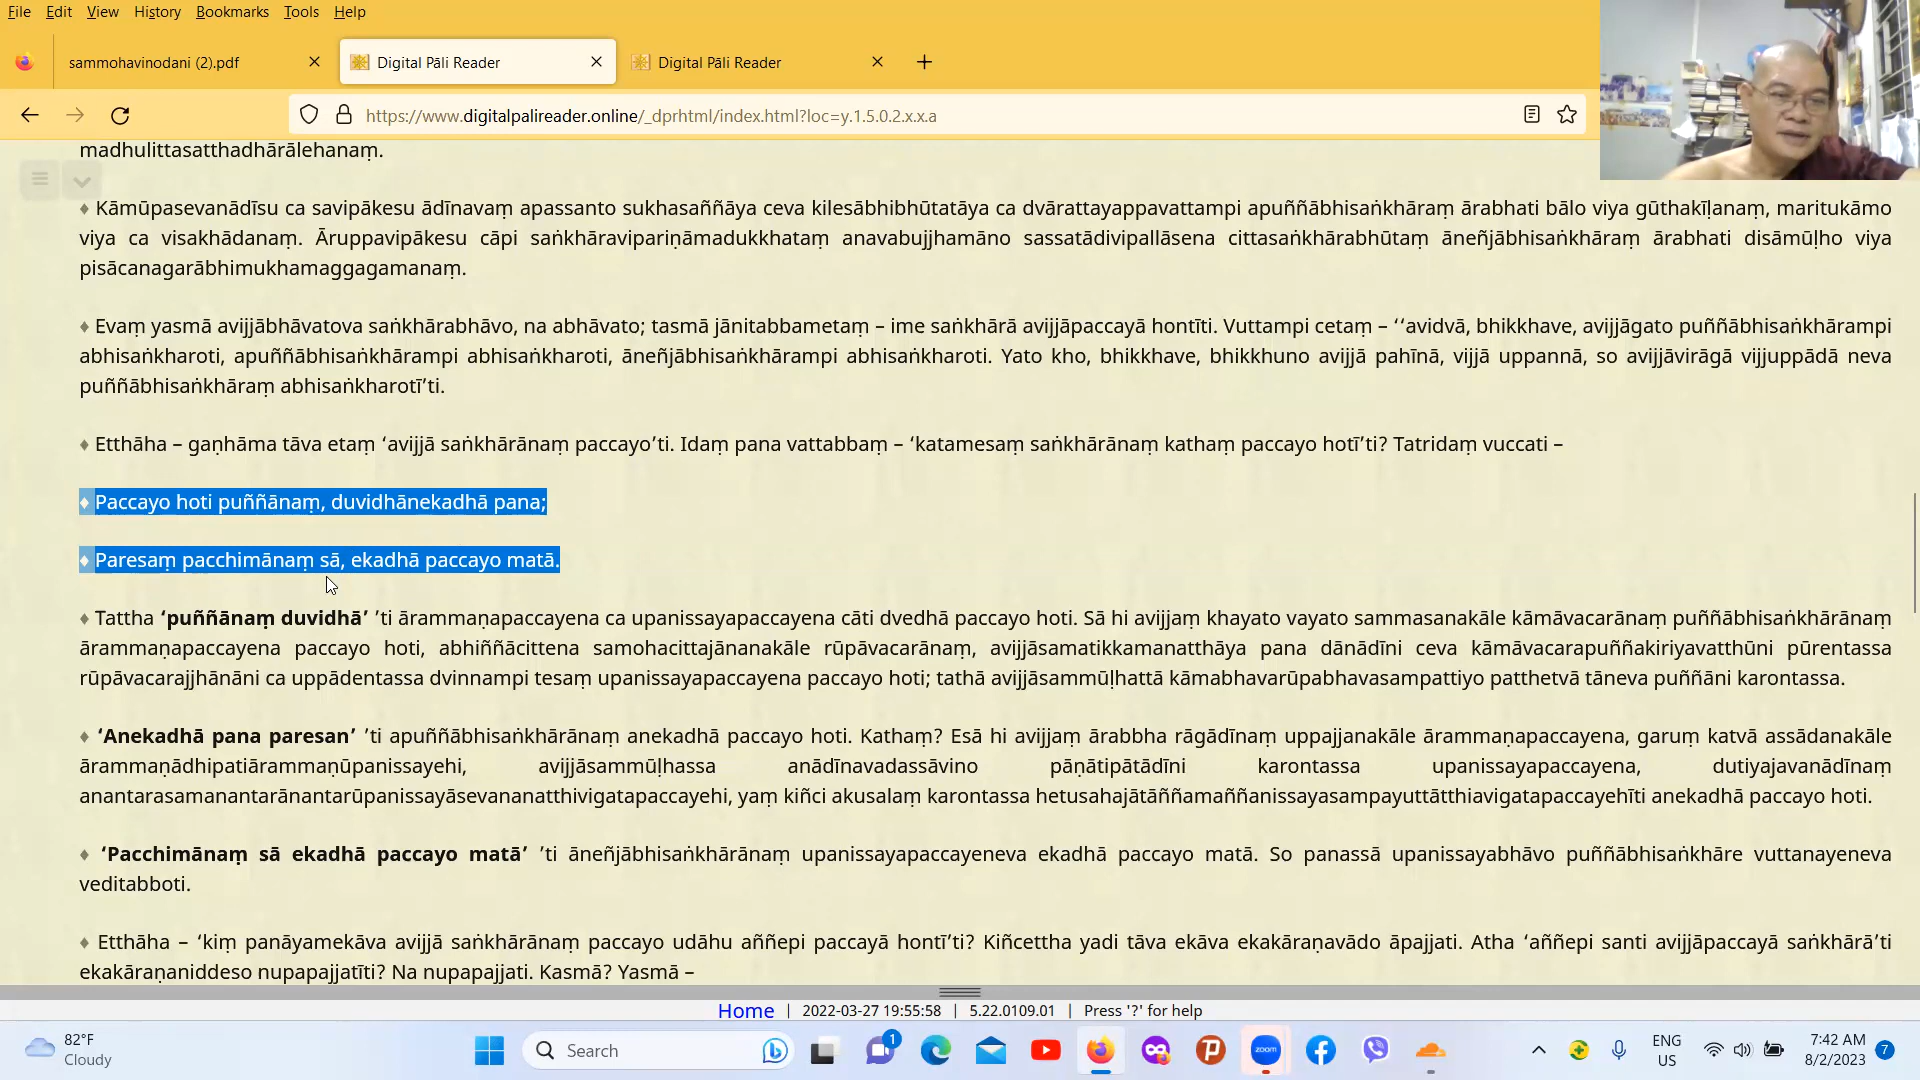 File Edit View History Bookmarks Tools Help
sammohavinodani (2).pdf
Digital Pāli Reader
Digital Pāli Reader
https://www.digitalpalireader.online/_dprhtml/index.html?loc=y.1.5.0.2.x.x.a
madhulittasatthadhārālehanaṃ.
♦ Kāmūpasevanādīsu ca savipākesu ādīnavaṃ apassanto sukhasaññāya ceva kilesābhibhūtatāya ca dvārattayappavattampi apuññābhisaṅkhāraṃ ārabhati bālo viya gūthakīḷanaṃ, maritukāmo
viya ca visakhādanaṃ. Āruppavipākesu cāpi saṅkhāravipariṇāmadukkhataṃ anavabujjhamāno sassatādivipallāsena cittasaṅkhārabhūtaṃ āneñjābhisaṅkhāraṃ ārabhati disāmūḷho viya
pisācanagarābhimukhamaggagamanaṃ.
♦ Evaṃ yasmā avijjābhāvatova saṅkhārabhāvo, na abhāvato; tasmā jānitabbametaṃ – ime saṅkhārā avijjāpaccayā hontīti. Vuttampi cetaṃ – ‘‘avidvā, bhikkhave, avijjāgato puññābhisaṅkhārampi
abhisaṅkharoti, apuññābhisaṅkhārampi abhisaṅkharoti, āneñjābhisaṅkhārampi abhisaṅkharoti. Yato kho, bhikkhave, bhikkhuno avijjā pahīnā, vijjā uppannā, so avijjāvirāgā vijjuppādā neva
puññābhisaṅkhāraṃ abhisaṅkharotī’ti.
♦ Etthāha – gaṇhāma tāva etaṃ ‘avijjā saṅkhārānaṃ paccayo’ti. Idaṃ pana vattabbaṃ – ‘katamesaṃ saṅkhārānaṃ kathaṃ paccayo hotī’ti? Tatridaṃ vuccati –
♦ Paccayo hoti puññānaṃ, duvidhānekadhā pana;
♦ Paresaṃ pacchimānaṃ sā, ekadhā paccayo matā.
♦ Tattha ‘puññānaṃ duvidhā’ ’ti ārammaṇapaccayena ca upanissayapaccayena cāti dvedhā paccayo hoti. Sā hi avijjaṃ khayato vayato sammasanakāle kāmāvacarānaṃ puññābhisaṅkhārānaṃ
ārammaṇapaccayena paccayo hoti, abhiññācittena samohacittajānanakāle rūpāvacarānaṃ, avijjāsamatikkamanatthāya pana dānādīni ceva kāmāvacarapuññakiriyavatthūni pūrentassa
rūpāvacarajjhānāni ca uppādentassa dvinnampi tesaṃ upanissayapaccayena paccayo hoti; tathā avijjāsammūḷhattā kāmabhavarūpabhavasampattiyo patthetvā tāneva puññāni karontassa.
♦ ‘Anekadhā pana paresan’ ’ti apuññābhisaṅkhārānaṃ anekadhā paccayo hoti. Kathaṃ? Esā hi avijjaṃ ārabbha rāgādīnaṃ uppajjanakāle ārammaṇapaccayena, garuṃ katvā assādanakāle
ārammaṇādhipatiārammaṇūpanissayehi, avijjāsammūḷhassa anādīnavadassāvino pāṇātipātādīni karontassa upanissayapaccayena, dutiyajavanādīnaṃ
anantarasamanantarānantarūpanissayāsevananatthivigatapaccayehi, yaṃ kiñci akusalaṃ karontassa hetusahajātāññamaññanissayasampayuttātthiavigatapaccayehīti anekadhā paccayo hoti.
♦ ‘Pacchimānaṃ sā ekadhā paccayo matā’ ’ti āneñjābhisaṅkhārānaṃ upanissayapaccayeneva ekadhā paccayo matā. So panassā upanissayabhāvo puññābhisaṅkhāre vuttanayeneva
veditabboti.
♦ Etthāha – ‘kiṃ panāyamekāva avijjā saṅkhārānaṃ paccayo udāhu aññepi paccayā hontī’ti? Kiñcettha yadi tāva ekāva ekakāraṇavādo āpajjati. Atha ‘aññepi santi avijjāpaccayā saṅkhārā’ti
ekakāraṇaniddeso nupapajjatīti? Na nupapajjati. Kasmā? Yasmā –
Home | 2022-03-27 19:55:58 | 5.22.0109.01 | Press '?' for help
82°F
Cloudy
Search
1
zoom
ENG
US
7:42 AM
8/2/2023
7